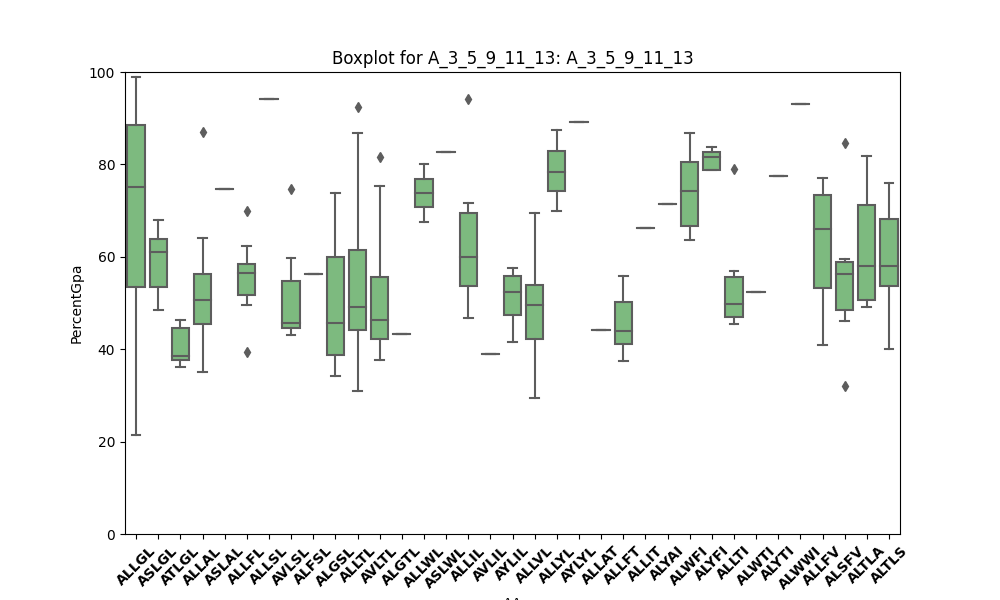 Boxplot for A_3_5_9_11_13: A_3_5_9_11_13
100
80
60
40
20
0
PercentGpa
ALLGL
ASLGL
ATLGL
ALLAL
ASLAL
ALLFL
ALLSL
AVLSL
ALFSL
ALGSL
ALLTL
AVLTL
ALGTL
ALLWL
ASLWL
ALLIL
AVLIL
AYLIL
ALLVL
ALLYL
AYLYL
ALLAT
ALLFT
ALLIT
ALYAI
ALWFI
ALYFI
ALLTI
ALWTI
ALYTI
ALWWI
ALLFV
ALSFV
ALTLA
ALTLS